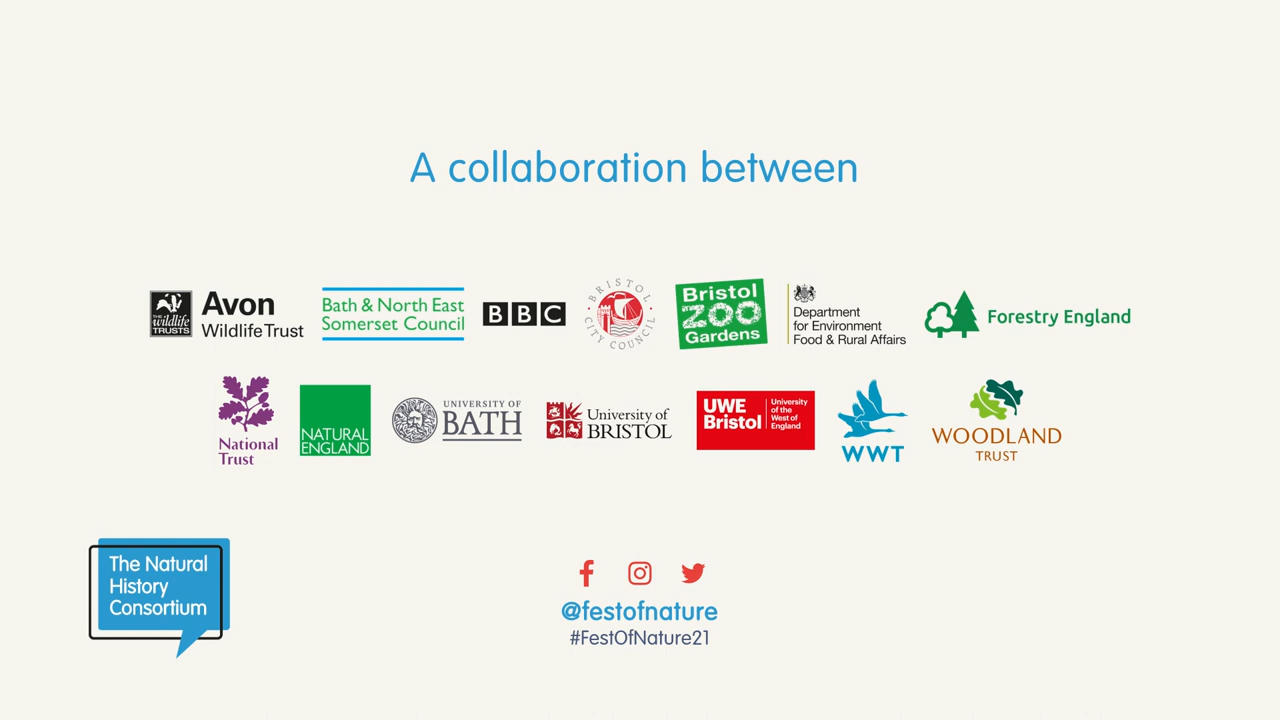 A collaboration between
THE wildlife TRUSTS
Avon
Wildlife Trust
Bath & North East
Somerset Council
BBC
BRISTOL
CITY COUNCIL
Bristol
ZOO
Gardens
Department
for Environment
Food & Rural Affairs
Forestry England
National
Trust
NATURAL
ENGLAND
UNIVERSITY OF
BATH
University of
BRISTOL
UWE
Bristol
University
of the
West of
England
WWT
WOODLAND
TRUST
The Natural
History
Consortium
@festofnature
#FestOfNature21